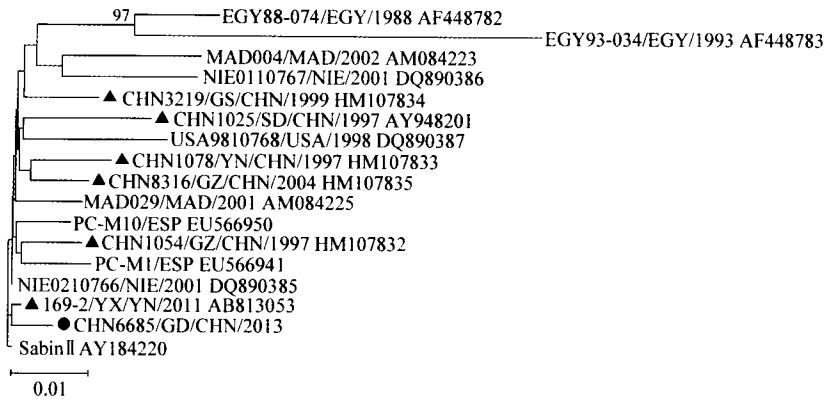 97
EGY88-074/EGY/1988 AF448782
EGY93-034/EGY/1993 AF448783
MAD004/MAD/2002 AM084223
NIE0110767/NIE/2001 DQ890386
▲ CHN3219/GS/CHN/1999 HM107834
▲ CHN1025/SD/CHN/1997 AY948201
USA9810768/USA/1998 DQ890387
▲ CHN1078/YN/CHN/1997 HM107833
▲ CHN8316/GZ/CHN/2004 HM107835
MAD029/MAD/2001 AM084225
PC-M10/ESP EU566950
▲ CHN1054/GZ/CHN/1997 HM107832
PC-M1/ESP EU566941
NIE0210766/NIE/2001 DQ890385
▲ 169-2/YX/YN/2011 AB813053
● CHN6685/GD/CHN/2013
SabinⅡ AY184220
0.01